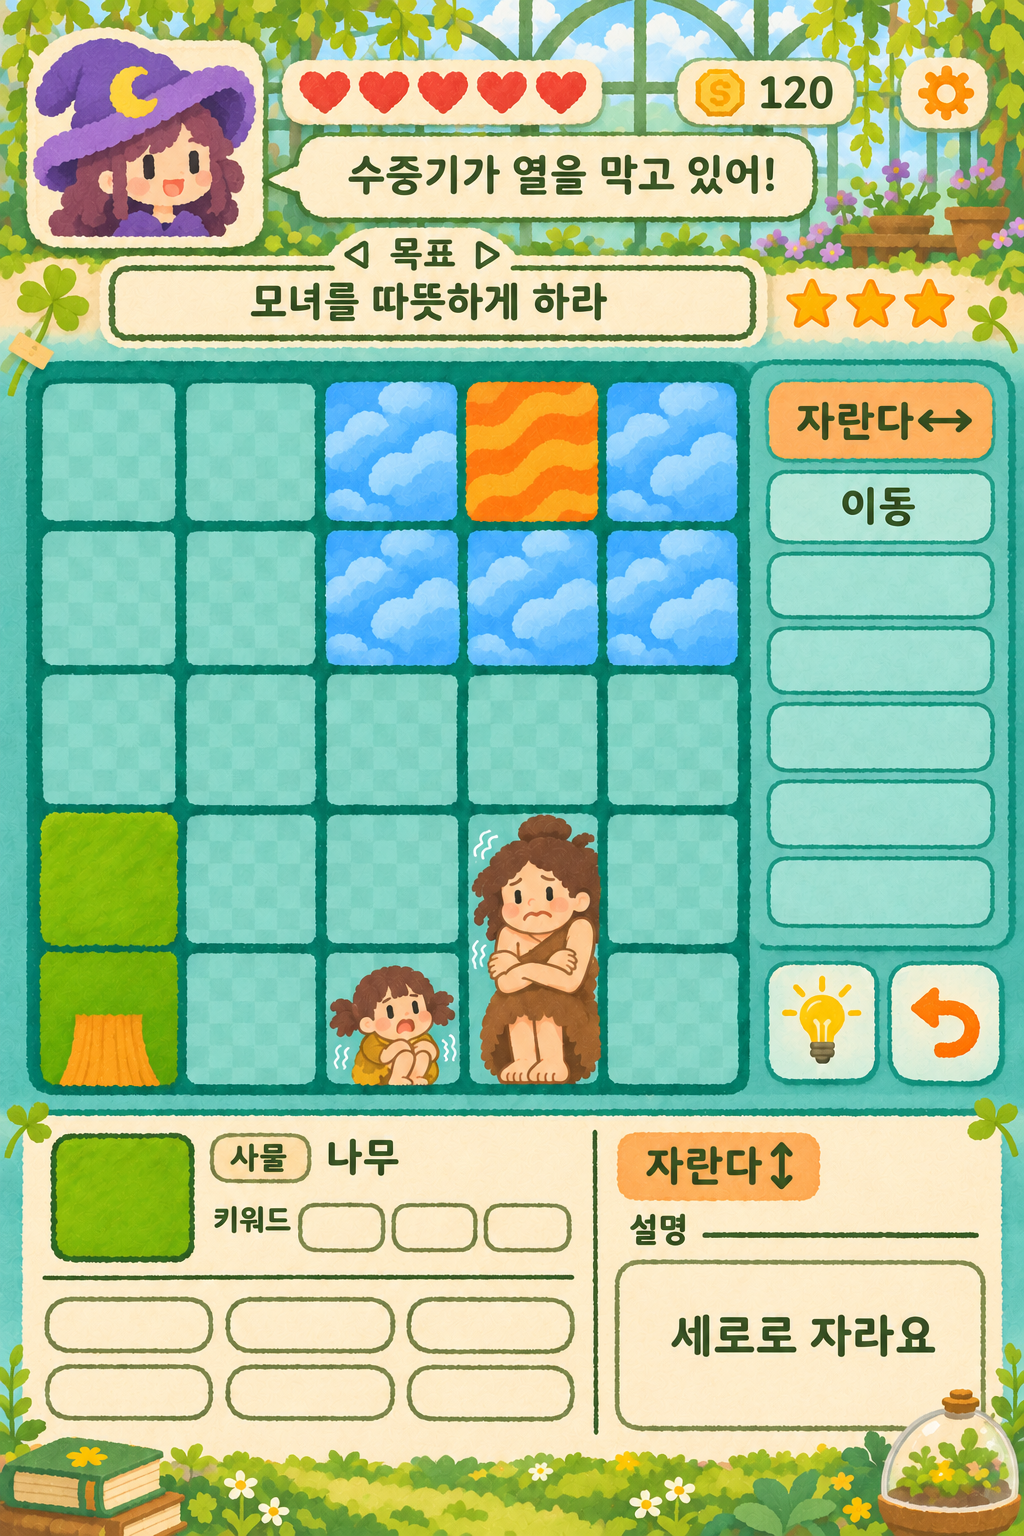 120
수증기가 열을 막고 있어!
목표
모녀를 따뜻하게 하라
자란다↔
이동
사물 나무
키워드
자란다↕
설명
세로로 자라요